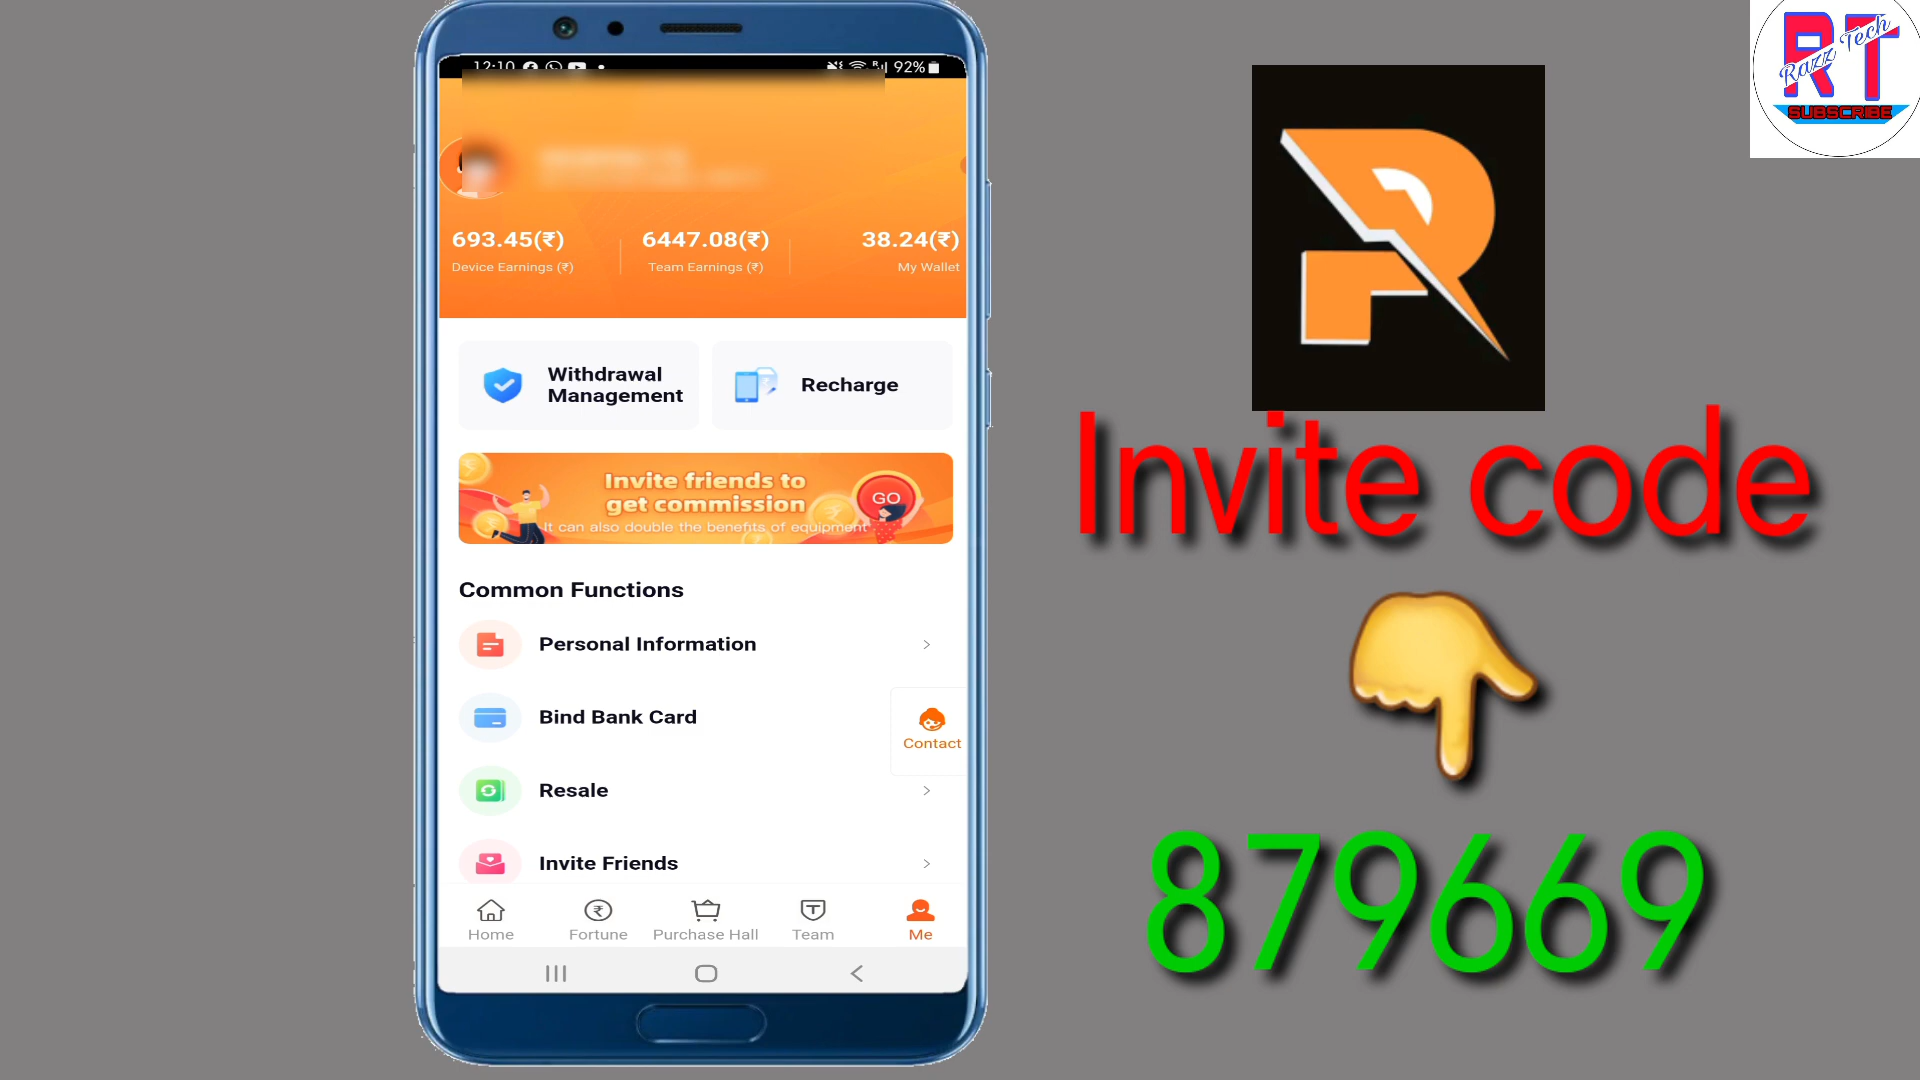 12:10
92%
693.45(₹)
6447.08(₹)
38.24(₹)
Device Earnings (₹)
Team Earnings (₹)
My Wallet
Withdrawal
Management
Recharge
Invite friends to
get commission
It can also double the benefits of equipment
GO
Common Functions
Personal Information
Bind Bank Card
Contact
Resale
Invite Friends
Home
Fortune
Purchase Hall
Team
Me
RT
Razz Tech
SUBSCRIBE
R
Invite code
879669